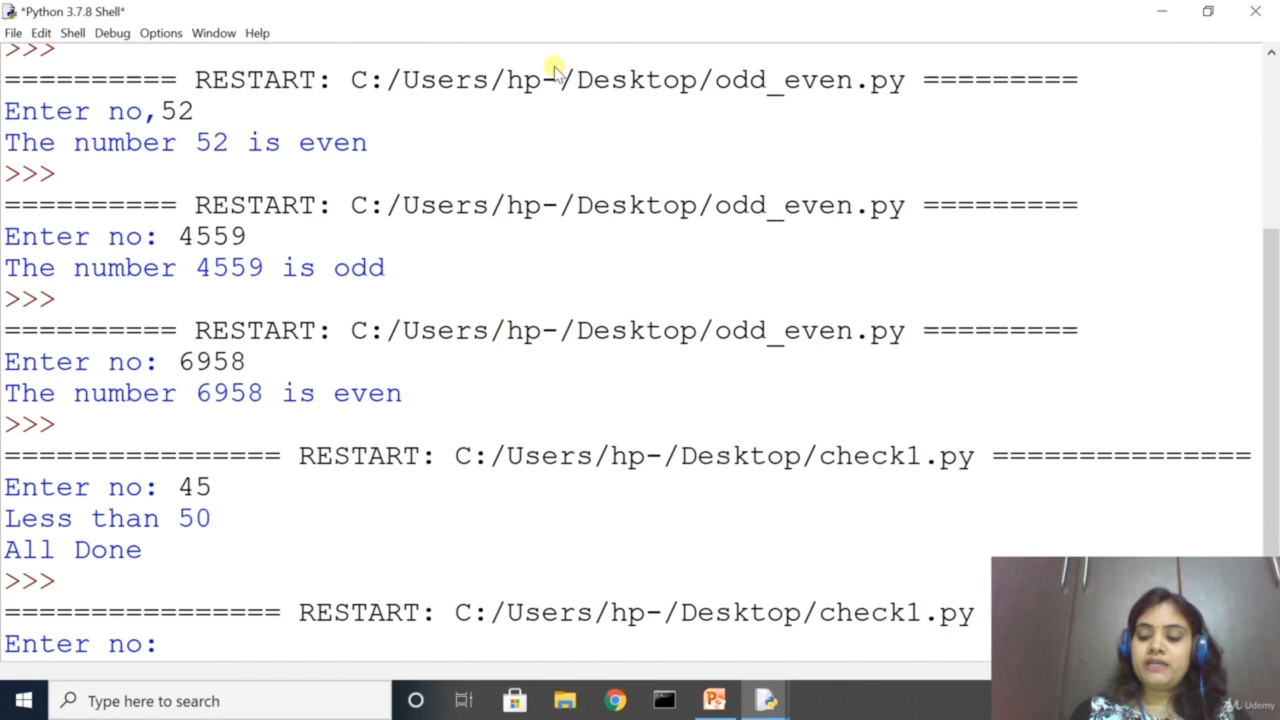 *Python 3.7.8 Shell*
File Edit Shell Debug Options Window Help
>>>
========== RESTART: C:/Users/hp-/Desktop/odd_even.py =========
Enter no,52
The number 52 is even
>>>
========== RESTART: C:/Users/hp-/Desktop/odd_even.py =========
Enter no: 4559
The number 4559 is odd
>>>
========== RESTART: C:/Users/hp-/Desktop/odd_even.py =========
Enter no: 6958
The number 6958 is even
>>>
================ RESTART: C:/Users/hp-/Desktop/check1.py ===============
Enter no: 45
Less than 50
All Done
>>>
================ RESTART: C:/Users/hp-/Desktop/check1.py
Enter no:
Type here to search
Udemy